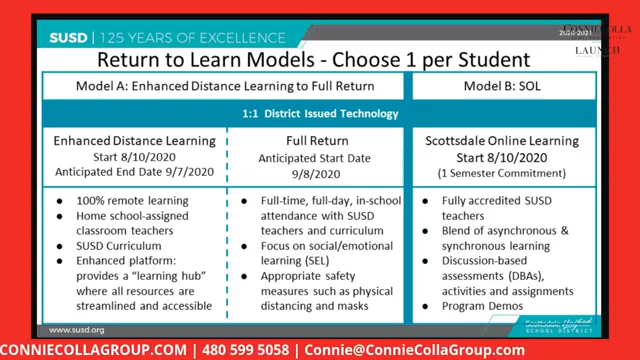 SUSD | 125 YEARS OF EXCELLENCE
2020-2021
CONNIECOLLA
LAUNCH
Return to Learn Models - Choose 1 per Student
Model A: Enhanced Distance Learning to Full Return
Model B: SOL
1:1 District Issued Technology
Enhanced Distance Learning
Start 8/10/2020
Anticipated End Date 9/7/2020
• 100% remote learning
• Home school-assigned
classroom teachers
• SUSD Curriculum
• Enhanced platform:
provides a "learning hub"
where all resources are
streamlined and accessible
Full Return
Anticipated Start Date
9/8/2020
• Full-time, full-day, in-school
attendance with SUSD
teachers and curriculum
• Focus on social/emotional
learning (SEL)
• Appropriate safety
measures such as physical
distancing and masks
Scottsdale Online Learning
Start 8/10/2020
(1 Semester Commitment)
• Fully accredited SUSD
teachers
• Blend of asynchronous &
synchronous learning
• Discussion-based
assessments (DBAs),
activities and assignments
• Program Demos
www.susd.org
Scottsdale Unified
SCHOOL DISTRICT
CONNIECOLLAGROUP.COM | 480 599 5058 | Connie@ConnieCollaGroup.com